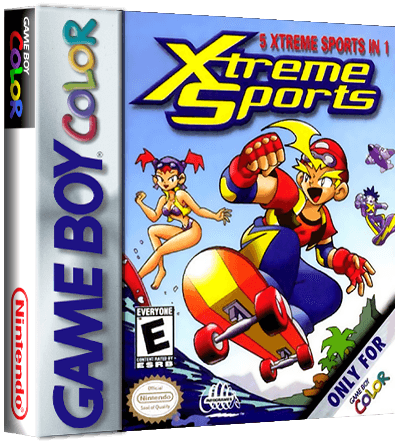 GAME BOY
COLOR
Nintendo
GAME BOY COLOR
5 XTREME SPORTS IN 1
Xtreme
Sports
EVERYONE
E
CONTENT RATED BY
ESRB
Official
Nintendo
Seal of Quality
INFOGRAMES
ONLY FOR
GAME BOY
COLOR